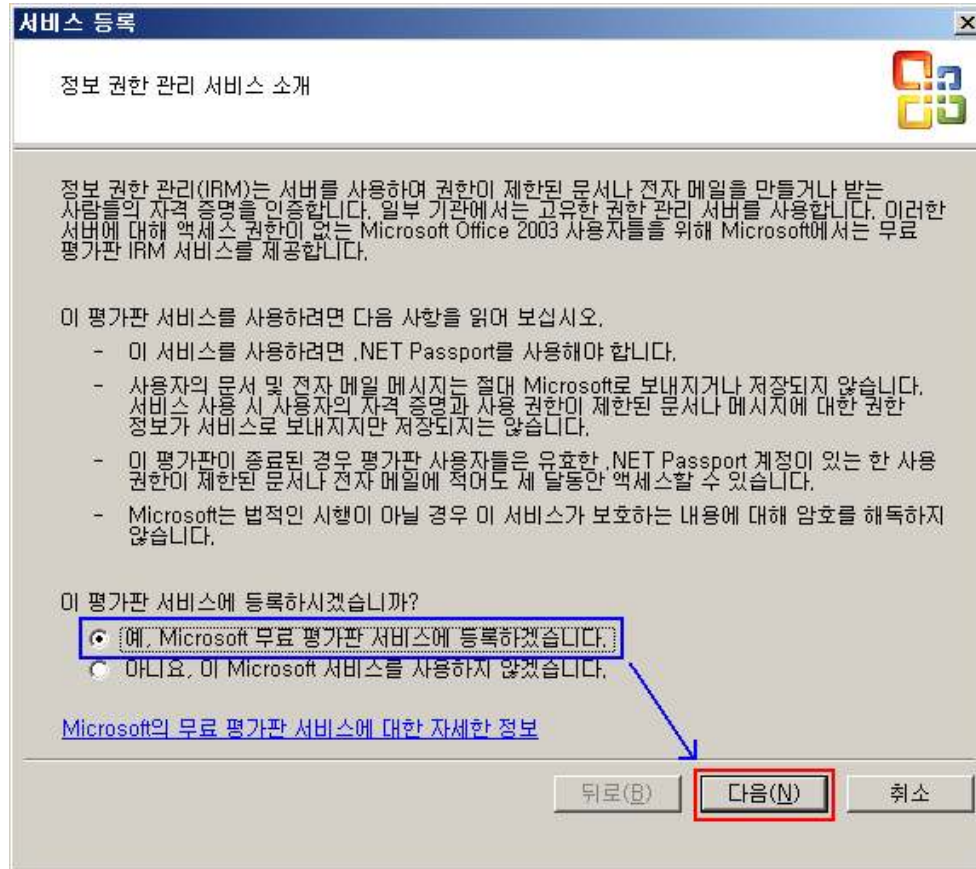 서비스 등록
정보 권한 관리 서비스 소개
정보 권한 관리(IRM)는 서버를 사용하여 권한이 제한된 문서나 전자 메일을 만들거나 받는
사람들의 자격 증명을 인증합니다. 일부 기관에서는 고유한 권한 관리 서버를 사용합니다. 이러한
서버에 대해 액세스 권한이 없는 Microsoft Office 2003 사용자들을 위해 Microsoft에서는 무료
평가판 IRM 서비스를 제공합니다.
이 평가판 서비스를 사용하려면 다음 사항을 읽어 보십시오.
- 이 서비스를 사용하려면 .NET Passport를 사용해야 합니다.
- 사용자의 문서 및 전자 메일 메시지는 절대 Microsoft로 보내지거나 저장되지 않습니다.
서비스 사용 시 사용자의 자격 증명과 사용 권한이 제한된 문서나 메시지에 대한 권한
정보가 서비스로 보내지지만 저장되지는 않습니다.
- 이 평가판이 종료된 경우 평가판 사용자들은 유효한 .NET Passport 계정이 있는 한 사용
권한이 제한된 문서나 전자 메일에 적어도 세 달동안 액세스할 수 있습니다.
- Microsoft는 법적인 시행이 아닐 경우 이 서비스가 보호하는 내용에 대해 암호를 해독하지
않습니다.
이 평가판 서비스에 등록하시겠습니까?
예, Microsoft 무료 평가판 서비스에 등록하겠습니다.
아니요, 이 Microsoft 서비스를 사용하지 않겠습니다.
Microsoft의 무료 평가판 서비스에 대한 자세한 정보
뒤로(B) 다음(N) 취소